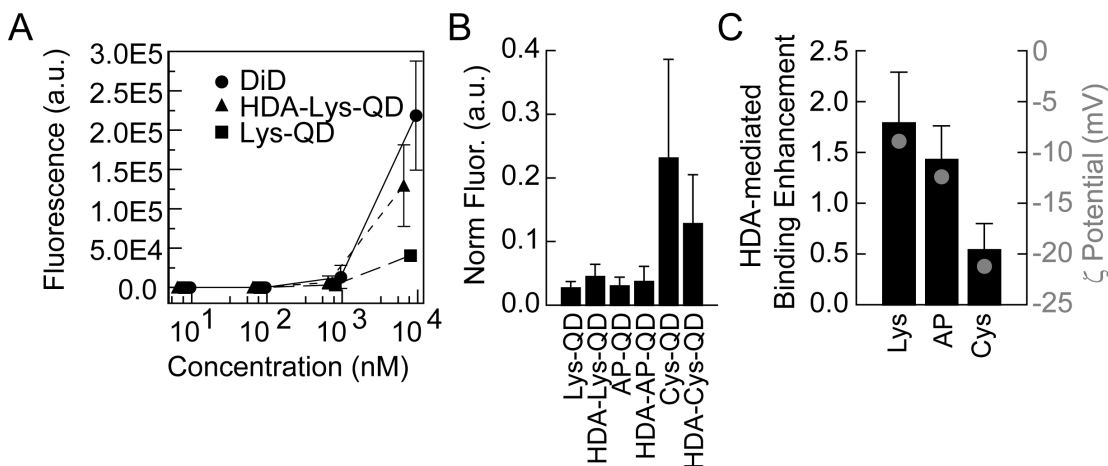 A
Fluorescence (a.u.)
3.0E5
2.5E5
2.0E5
1.5E5
1.0E5
5.0E4
0.0
DiD
HDA-Lys-QD
Lys-QD
10^1
10^2
10^3
10^4
Concentration (nM)
B
Norm Fluor. (a.u.)
0.4
0.3
0.2
0.1
0.0
Lys-QD
HDA-Lys-QD
AP-QD
HDA-AP-QD
Cys-QD
HDA-Cys-QD
C
HDA-mediated
Binding Enhancement
2.5
2.0
1.5
1.0
0.5
0.0
Lys
AP
Cys
0
-5
-10
-15
-20
-25
ζ Potential (mV)